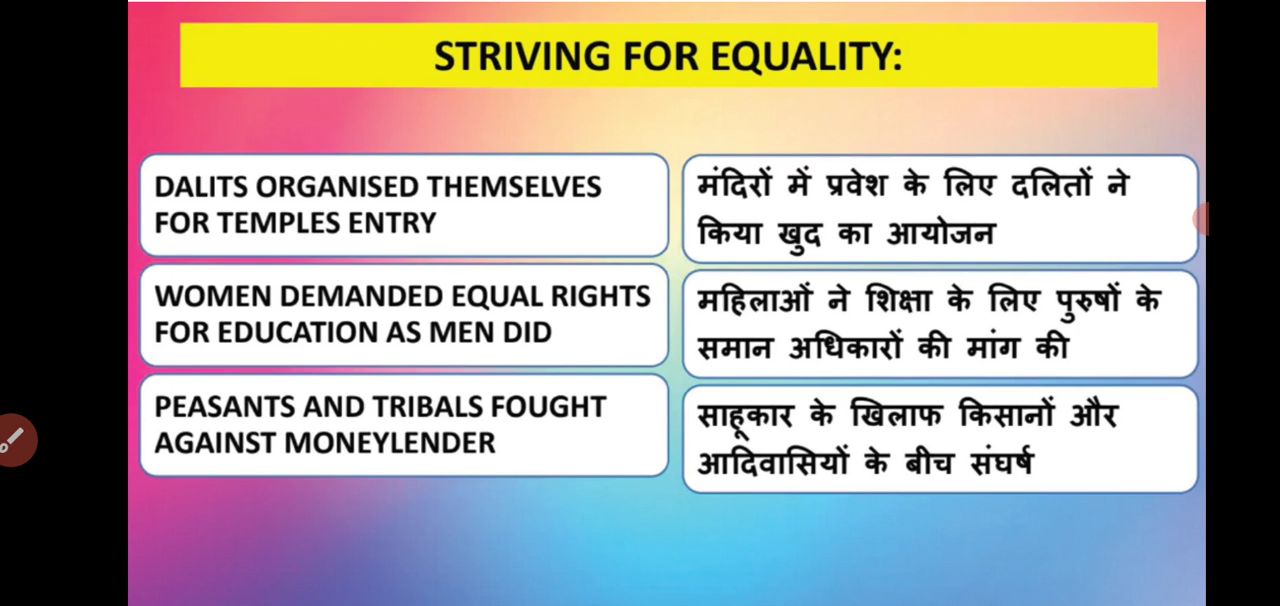 STRIVING FOR EQUALITY:
DALITS ORGANISED THEMSELVES
FOR TEMPLES ENTRY
मंदिरों में प्रवेश के लिए दलितों ने
किया खुद का आयोजन
WOMEN DEMANDED EQUAL RIGHTS
FOR EDUCATION AS MEN DID
महिलाओं ने शिक्षा के लिए पुरुषों के
समान अधिकारों की मांग की
PEASANTS AND TRIBALS FOUGHT
AGAINST MONEYLENDER
साहूकार के खिलाफ किसानों और
आदिवासियों के बीच संघर्ष